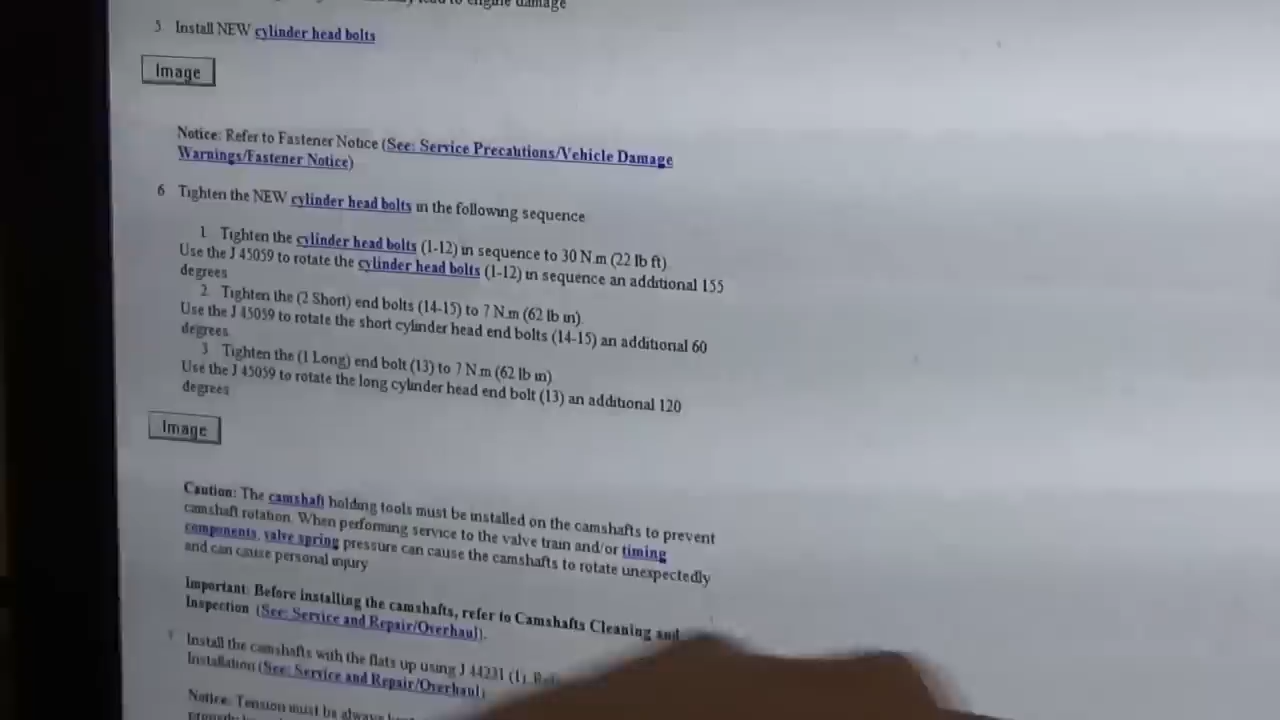 lead to engine damage
5 Install NEW cylinder head bolts
Image
Notice: Refer to Fastener Notice (See: Service Precautions/Vehicle Damage
Warnings/Fastener Notice)
6 Tighten the NEW cylinder head bolts in the following sequence
1. Tighten the cylinder head bolts (1-12) in sequence to 30 N.m (22 lb ft)
Use the J 45059 to rotate the cylinder head bolts (1-12) in sequence an additional 155
degrees
2. Tighten the (2 Short) end bolts (14-15) to 7 N.m (62 lb in)
Use the J 45059 to rotate the short cylinder head end bolts (14-15) an additional 60
degrees
3 Tighten the (1 Long) end bolt (13) to 7 N.m (62 lb in)
Use the J 45059 to rotate the long cylinder head end bolt (13) an additional 120
degrees
Image
Caution: The camshaft holding tools must be installed on the camshafts to prevent
camshaft rotation. When performing service to the valve train and/or timing
components, valve spring pressure can cause the camshafts to rotate unexpectedly
and can cause personal injury
Important: Before installing the camshafts, refer to Camshafts Cleaning and
Inspection (See: Service and Repair/Overhaul).
Install the camshafts with the flats up using J 44231 (1).
Installation (See: Service and Repair/Overhaul)
Notice: Tension must be always